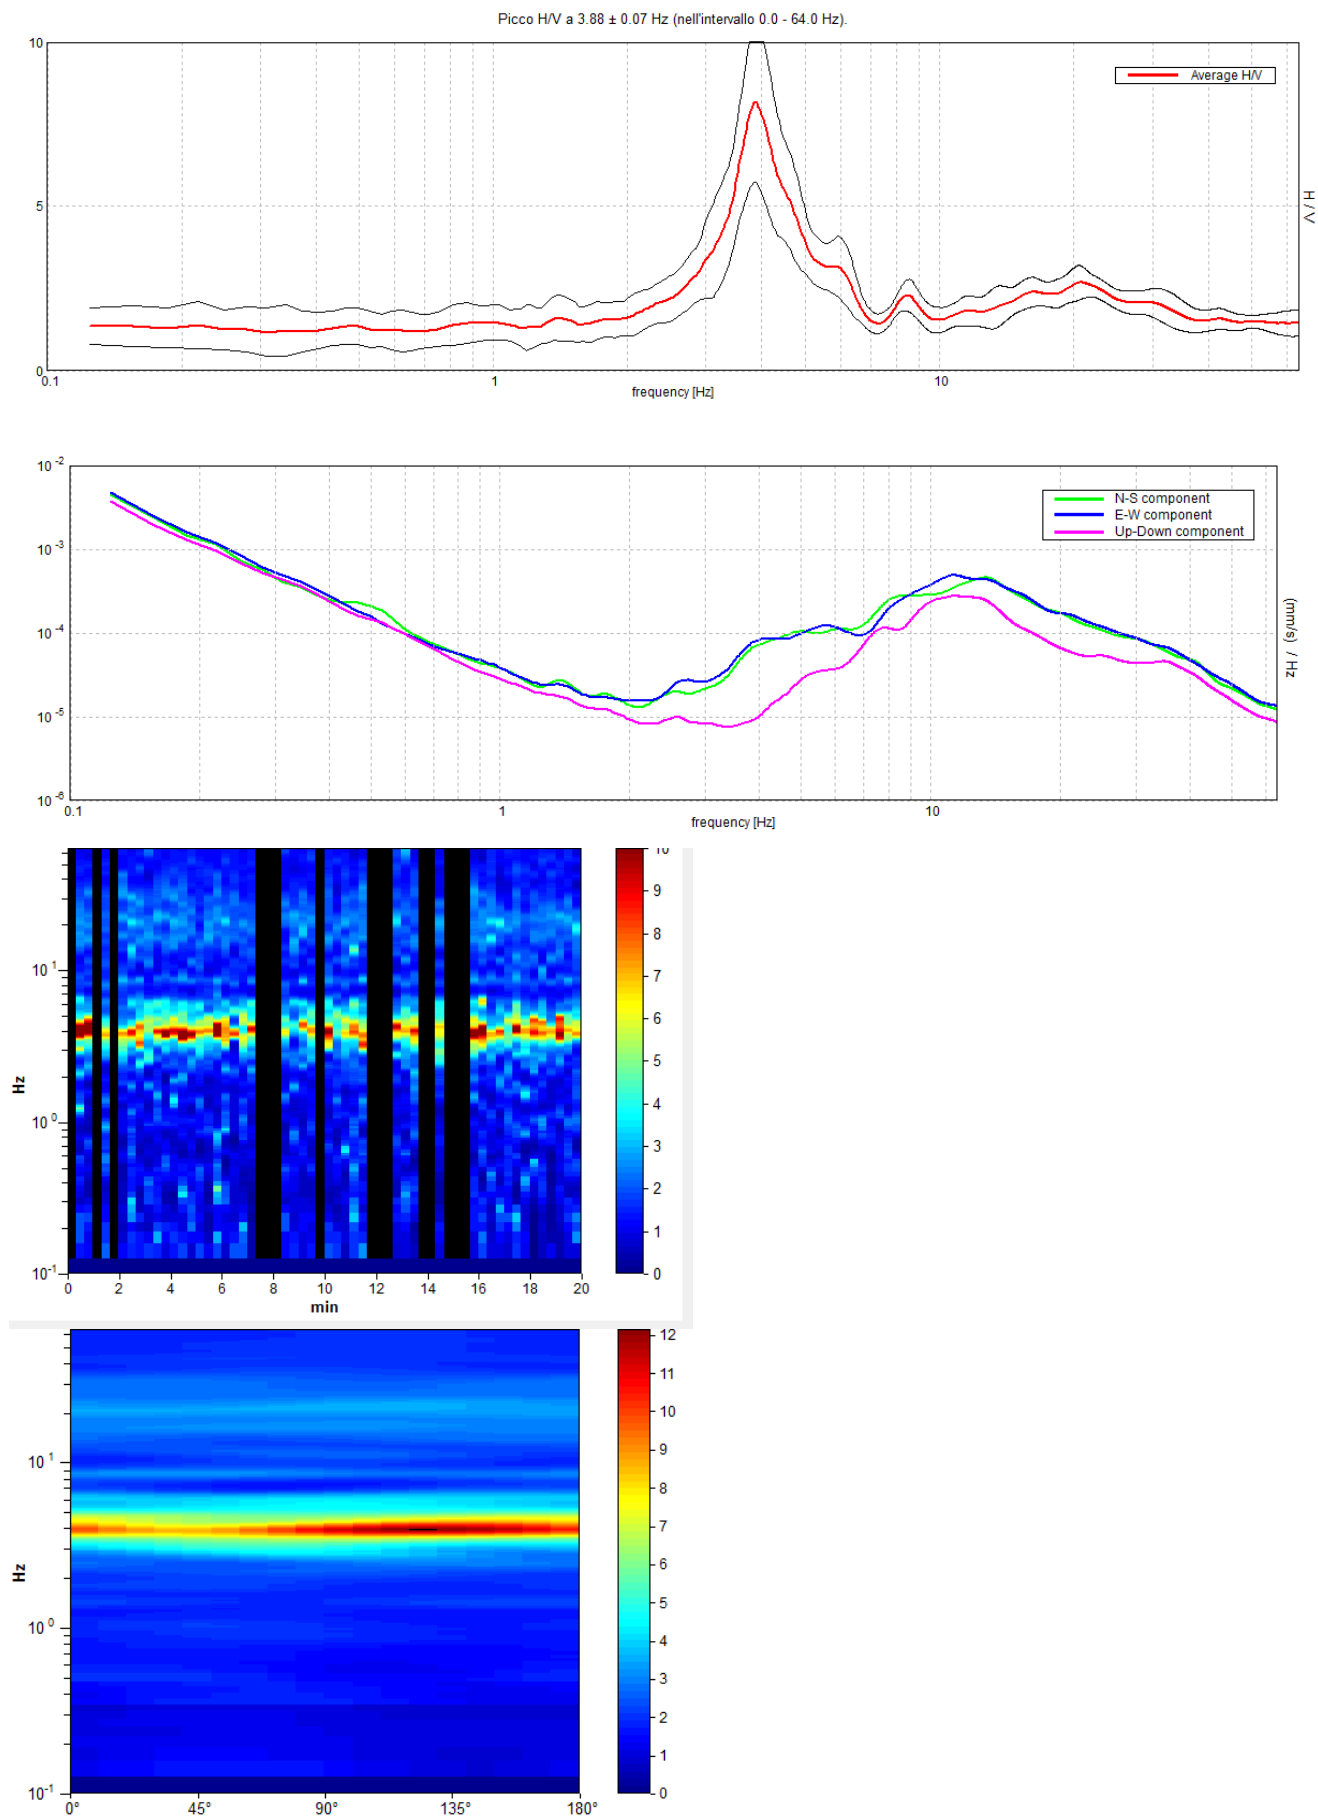 Picco H/V a 3.88 ± 0.07 Hz (nell'intervallo 0.0 - 64.0 Hz).
10
Average H/V
5
H / V
0
0.1 1 10
frequency [Hz]
10 -2
N-S component
E-W component
Up-Down component
10 -3
10 -4
(mm/s) / Hz
10 -5
10 -6
0.1 1 10
frequency [Hz]
10
9
8
10 1
7
6
5
Hz
4
10 0
3
2
1
10 -1
0
0 2 4 6 8 10 12 14 16 18 20
min
12
11
10
10 1
9
8
7
Hz
6
5
10 0
4
3
2
1
10 -1
0
0° 45° 90° 135° 180°